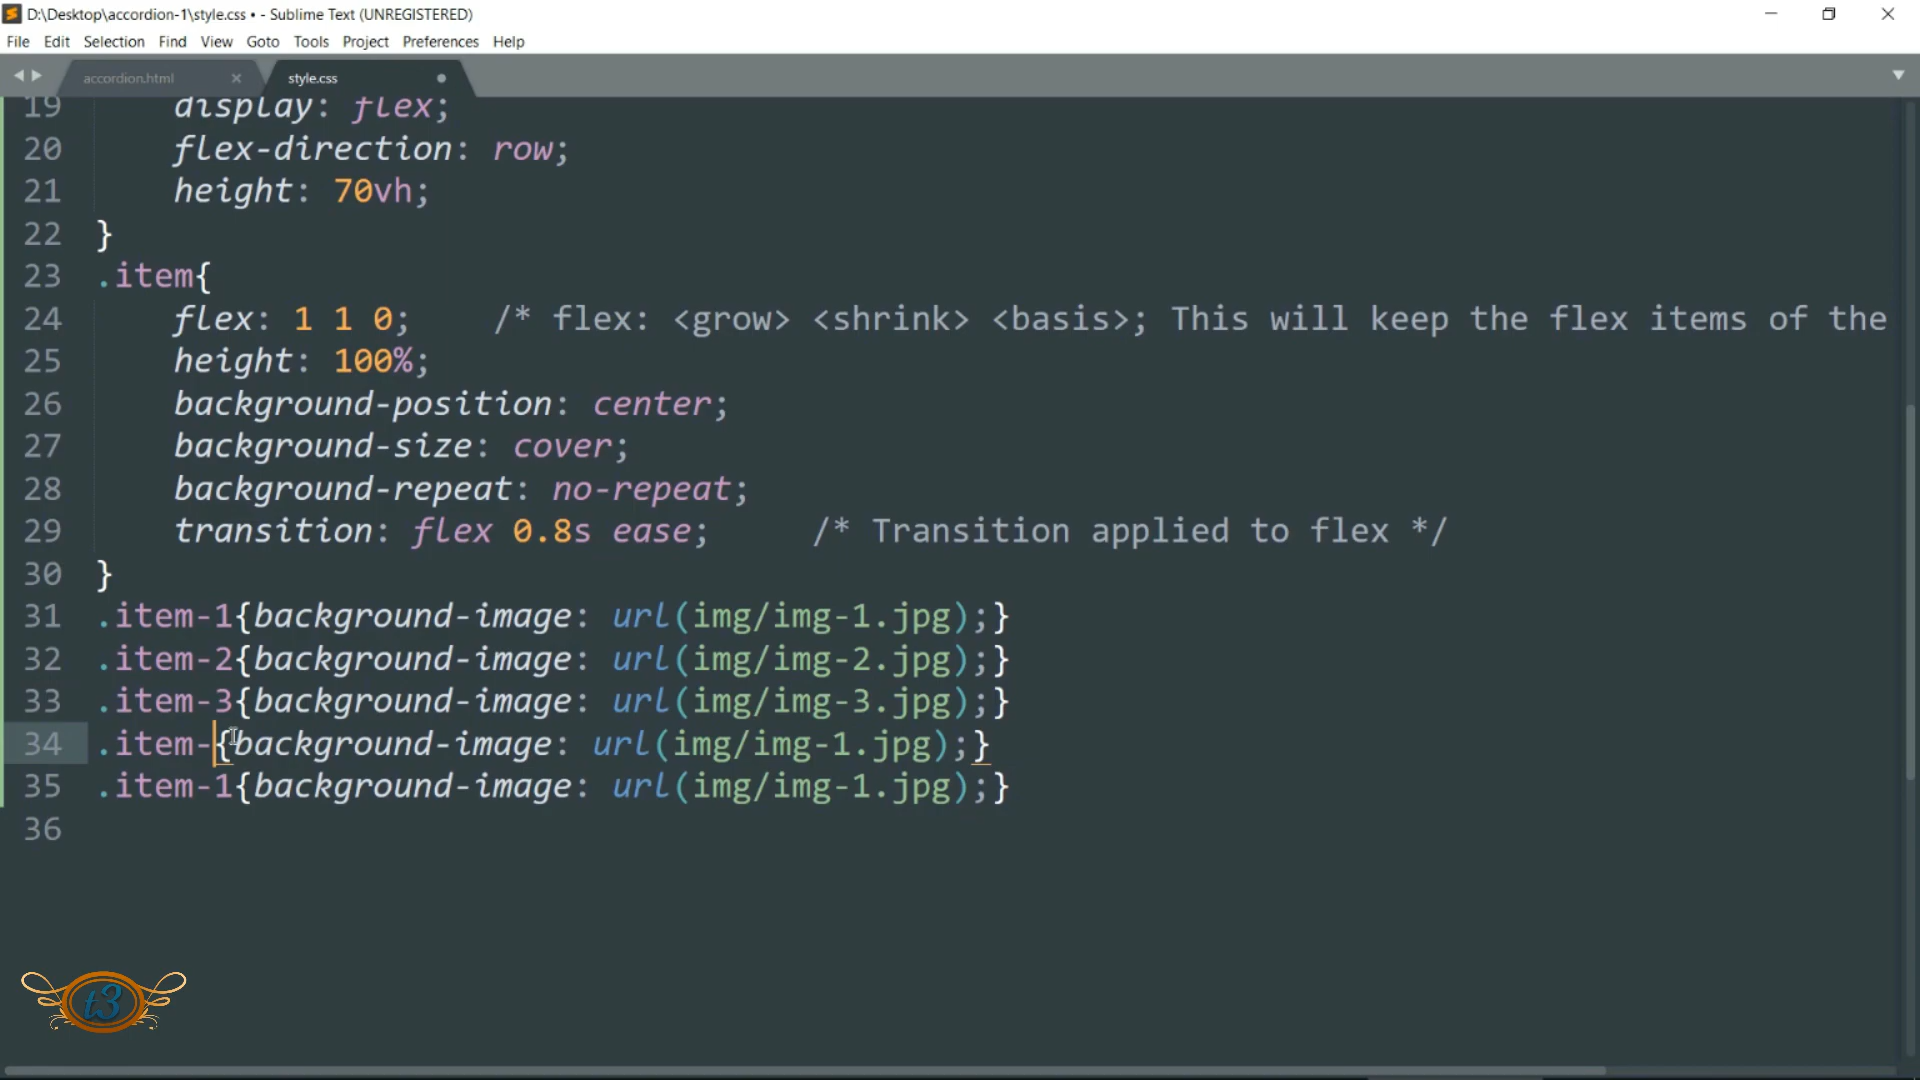 D:\Desktop\accordion-1\style.css • - Sublime Text (UNREGISTERED)
File Edit Selection Find View Goto Tools Project Preferences Help
accordion.html style.css
19 display: flex;
20 flex-direction: row;
21 height: 70vh;
22 }
23 .item{
24 flex: 1 1 0; /* flex: <grow> <shrink> <basis>; This will keep the flex items of the
25 height: 100%;
26 background-position: center;
27 background-size: cover;
28 background-repeat: no-repeat;
29 transition: flex 0.8s ease; /* Transition applied to flex */
30 }
31 .item-1{background-image: url(img/img-1.jpg);}
32 .item-2{background-image: url(img/img-2.jpg);}
33 .item-3{background-image: url(img/img-3.jpg);}
34 .item-{background-image: url(img/img-1.jpg);}
35 .item-1{background-image: url(img/img-1.jpg);}
36
t3